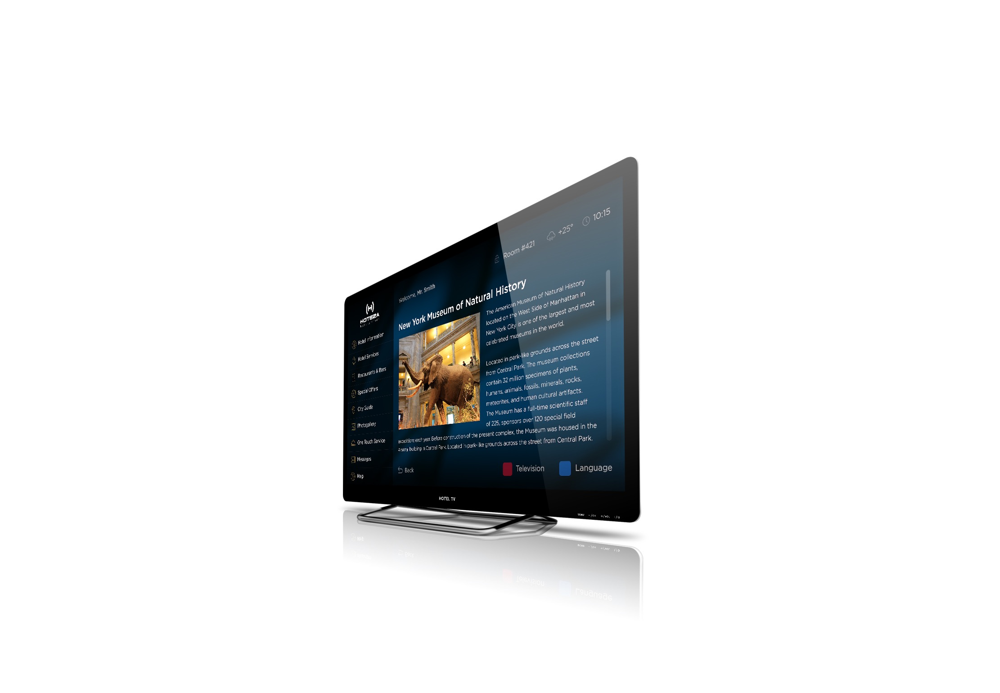 Room #421
+25°
10:15
Welcome, Mr. Smith
HOTEZA
Hotel Information
Hotel Services
Restaurants & Bars
Special Offers
City Guide
Photogallery
One Touch Service
Messages
Help
New York Museum of Natural History
The American Museum of Natural History
located on the West Side of Manhattan in
New York City is one of the largest and most
celebrated museums in the world.
Located in park-like grounds across the street
from Central Park. The museum collections
contain 32 million specimens of plants,
humans, animals, fossils, minerals, rocks,
meteorites, and human cultural artifacts.
The Museum has a full-time scientific staff
of 225, sponsors over 120 special field
expeditions each year. Before construction of the present complex, the Museum was housed in the
Arsenal building in Central Park. Located in park-like grounds across the street from Central Park.
Back
Television
Language
HOTEL TV
MENU -/CH +/VOL